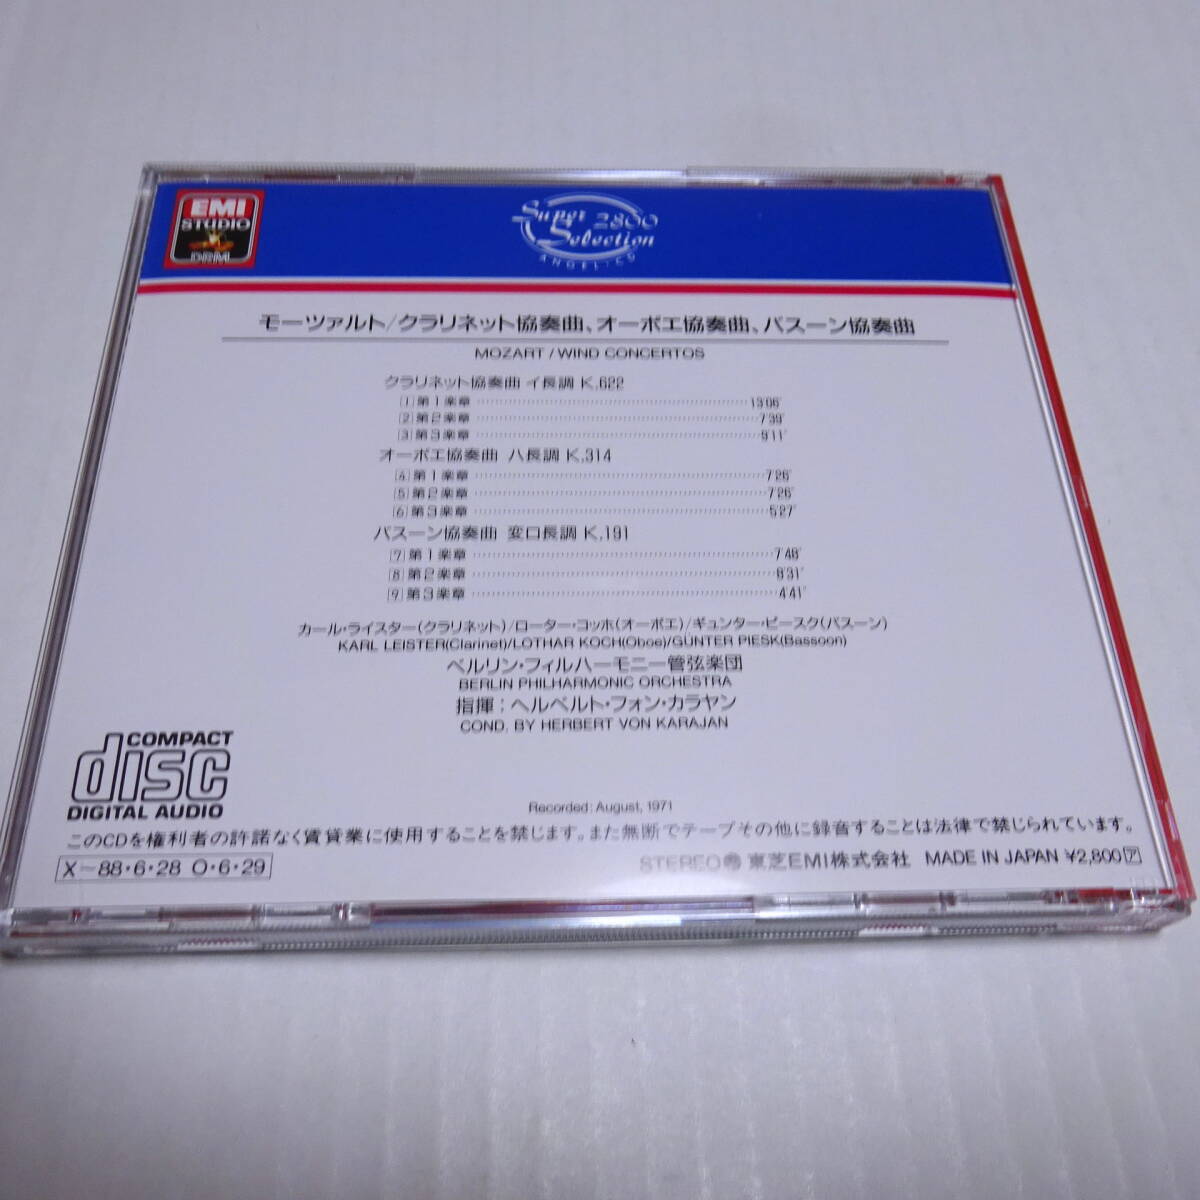 EMI
STUDIO
DRM
Super 2800
Selection
ANGEL・CD
モーツァルト/クラリネット協奏曲、オーボエ協奏曲、バスーン協奏曲
MOZART / WIND CONCERTOS
クラリネット協奏曲 イ長調 K.622
1 第1楽章 13'06"
2 第2楽章 7'39"
3 第3楽章 9'11"
オーボエ協奏曲 ハ長調 K.314
4 第1楽章 7'26"
5 第2楽章 7'26"
6 第3楽章 5'27"
バスーン協奏曲 変ロ長調 K.191
7 第1楽章 7'48"
8 第2楽章 8'31"
9 第3楽章 4'41"
カール・ライスター(クラリネット)/ローター・コッホ(オーボエ)/ギュンター・ピースク(バスーン)
KARL LEISTER(Clarinet)/LOTHAR KOCH(Oboe)/GÜNTER PIESK(Bassoon)
ベルリン・フィルハーモニー管弦楽団
BERLIN PHILHARMONIC ORCHESTRA
指揮：ヘルベルト・フォン・カラヤン
COND. BY HERBERT VON KARAJAN
COMPACT
disc
DIGITAL AUDIO
Recorded: August, 1971
このCDを権利者の許諾なく賃貸業に使用することを禁じます。また無断でテープその他に録音することは法律で禁じられています。
X〜88・6・28 O・6・29
STEREO 東芝EMI株式会社 MADE IN JAPAN ¥2,800 ア